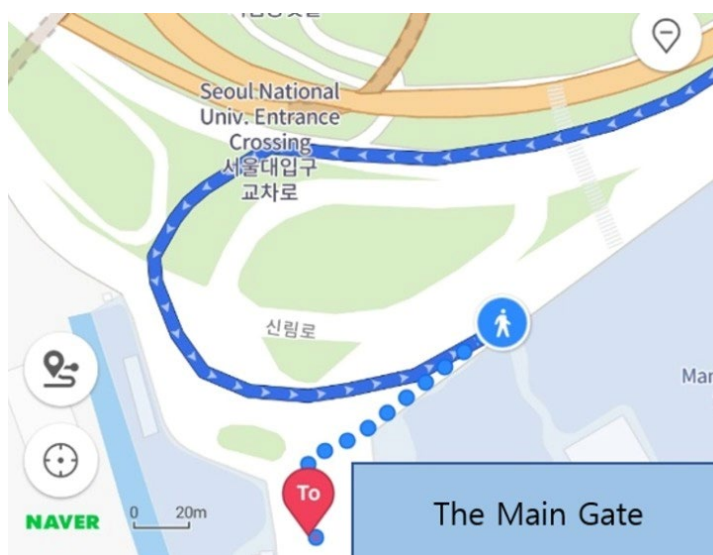 Seoul National
Univ. Entrance
Crossing
서울대입구
교차로
신림로
Mar
To
0 20m
NAVER
The Main Gate